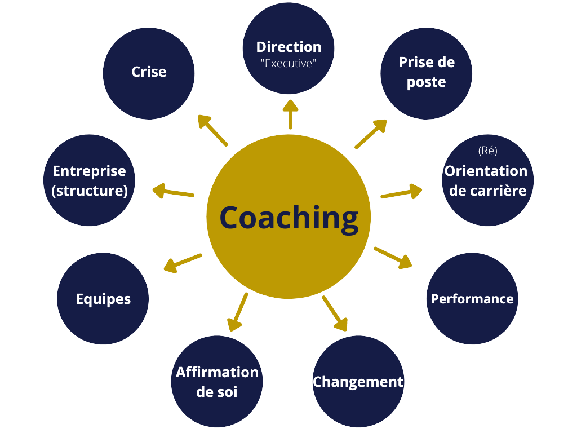 Direction
"Executive"
Prise de
poste
(Ré)
Orientation
de carrière
Performance
Changement
Affirmation
de soi
Equipes
Entreprise
(structure)
Crise
Coaching